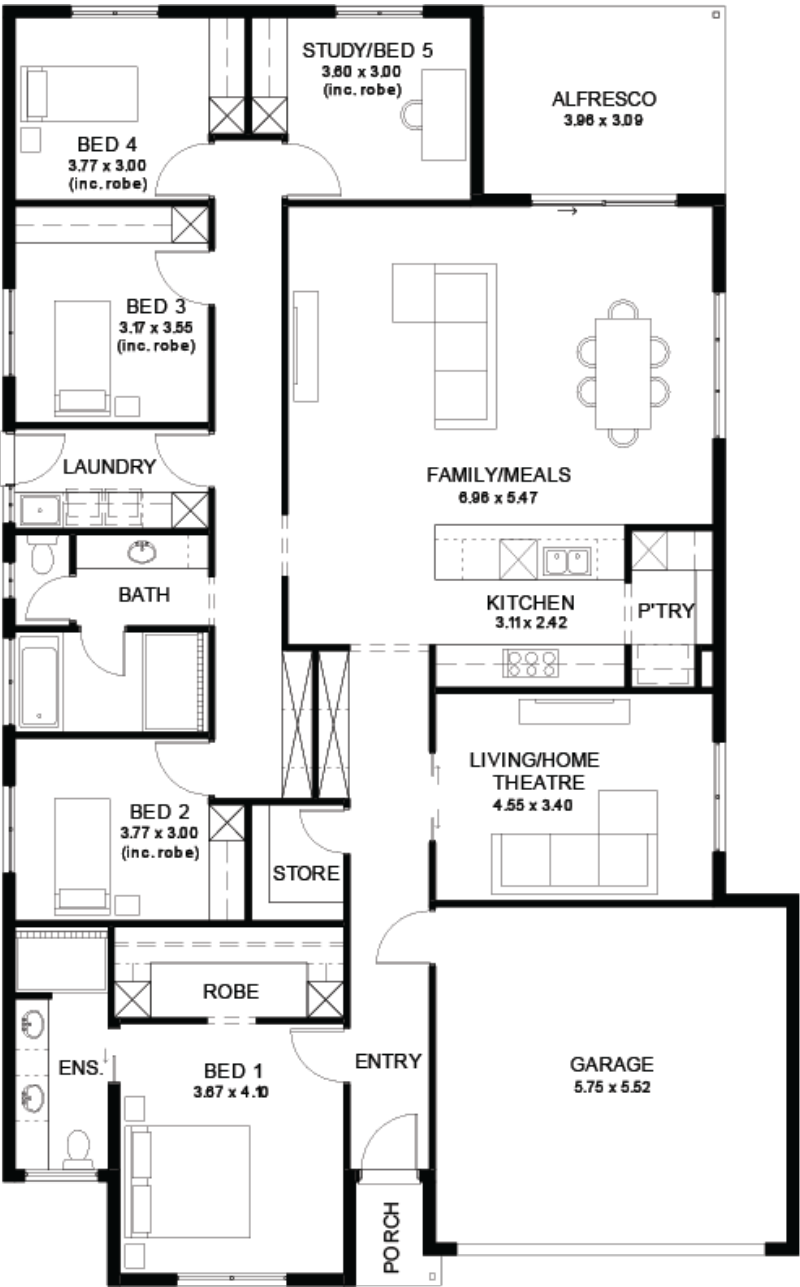 STUDY/BED 5
3.60 x 3.00
(inc. robe)
ALFRESCO
3.96 x 3.09
BED 4
3.77 x 3.00
(inc. robe)
BED 3
3.17 x 3.55
(inc. robe)
LAUNDRY
FAMILY/MEALS
6.96 x 5.47
BATH
KITCHEN
3.11 x 2.42
P'TRY
LIVING/HOME
THEATRE
4.55 x 3.40
BED 2
3.77 x 3.00
(inc. robe)
STORE
ROBE
ENS.
BED 1
3.67 x 4.10
ENTRY
GARAGE
5.75 x 5.52
PORCH